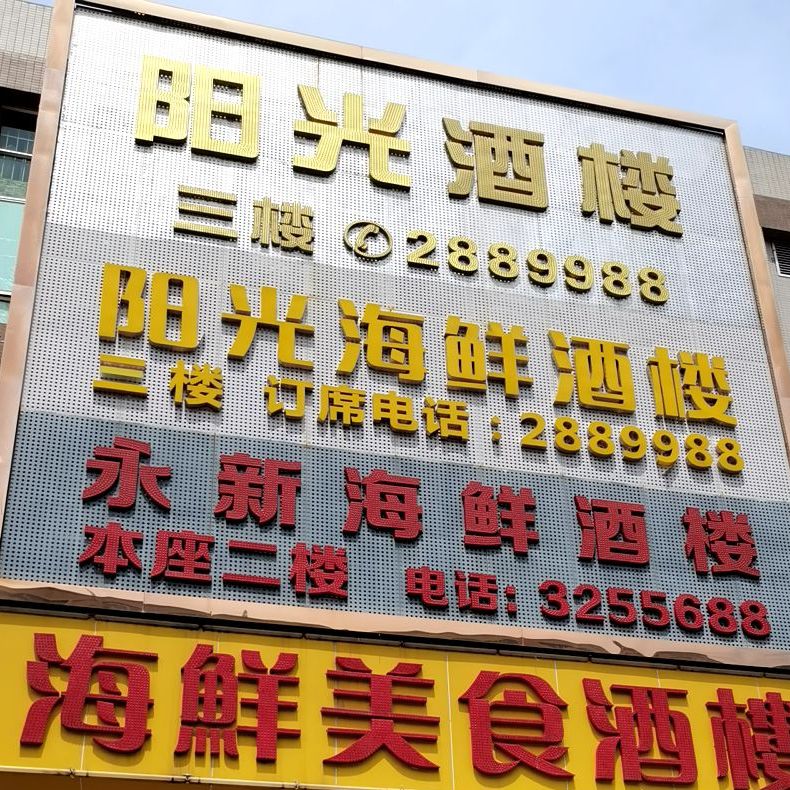 阳光酒楼
三楼 ✆2889988
阳光海鲜酒楼
三楼 订席电话：2889988
永新海鲜酒楼
本座二楼 电话：3255688
海鲜美食酒楼